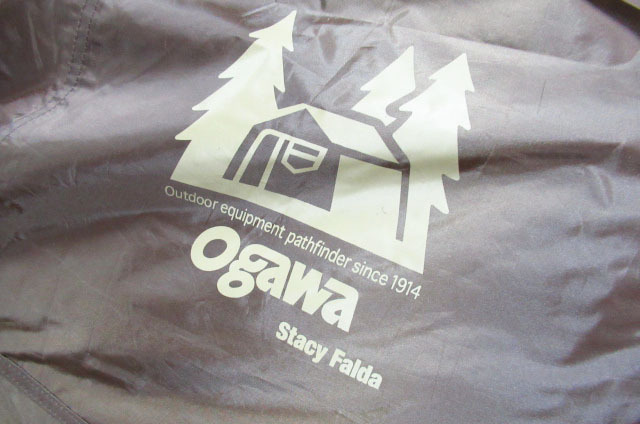 Outdoor equipment pathfinder since 1914
ogawa
Stacy Falda